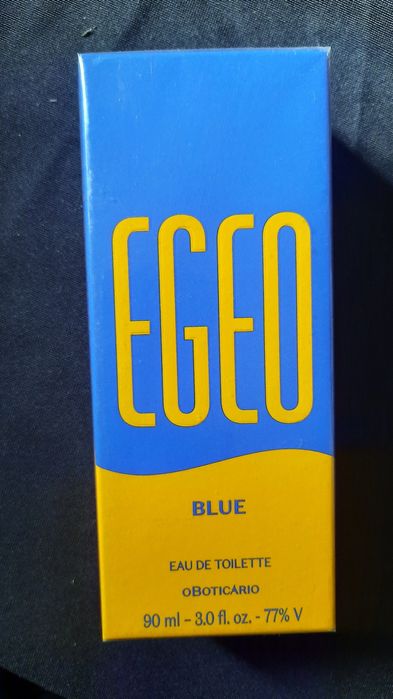 EGEO
BLUE
EAU DE TOILETTE
oBOTICÁRIO
90 ml – 3.0 fl. oz. - 77% V